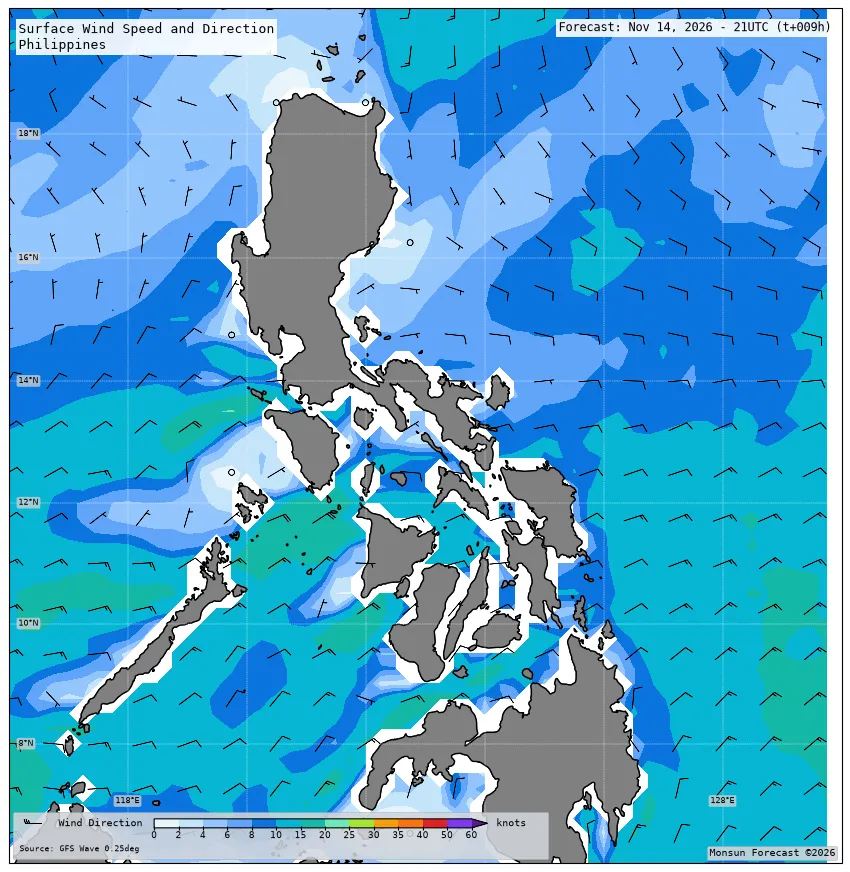 Surface Wind Speed and Direction
Philippines
Forecast: Nov 14, 2026 - 21UTC (t+009h)
18°N
16°N
14°N
12°N
10°N
8°N
118°E
128°E
Wind Direction
0 2 4 6 8 10 15 20 25 30 35 40 50 60
knots
Source: GFS Wave 0.25deg
Monsun Forecast ©2026